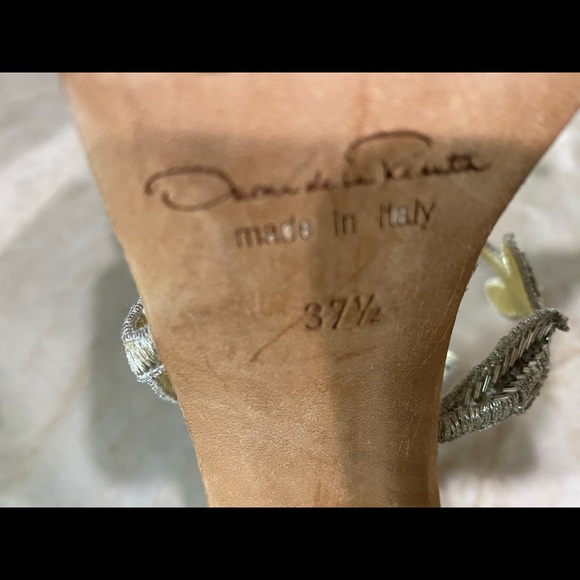 Oscar de la Renta
made in Italy
37½